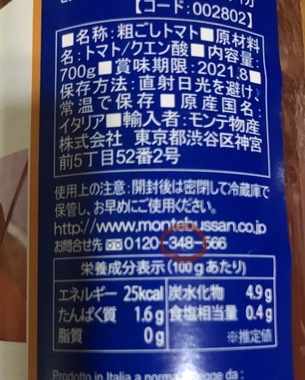 【コード:002802】
■名称:粗ごしトマト■原材料
名:トマト/クエン酸■内容量:
700g■賞味期限:2021.8■
保存方法:直射日光を避け、
常温で保存■原産国名:
イタリア■輸入者:モンテ物産
株式会社 東京都渋谷区神宮
前5丁目52番2号
使用上の注意:開封後は密閉して冷蔵庫で
保管し、お早めにご使用ください。
http://www.montebussan.co.jp
お問合せ先 0120-348-566
栄養成分表示(100gあたり)
エネルギー 25kcal 炭水化物 4.9g
たんぱく質 1.6g 食塩相当量 0.4g
脂質 0g ※推定値
Prodotto in Italia a norma di legge da: